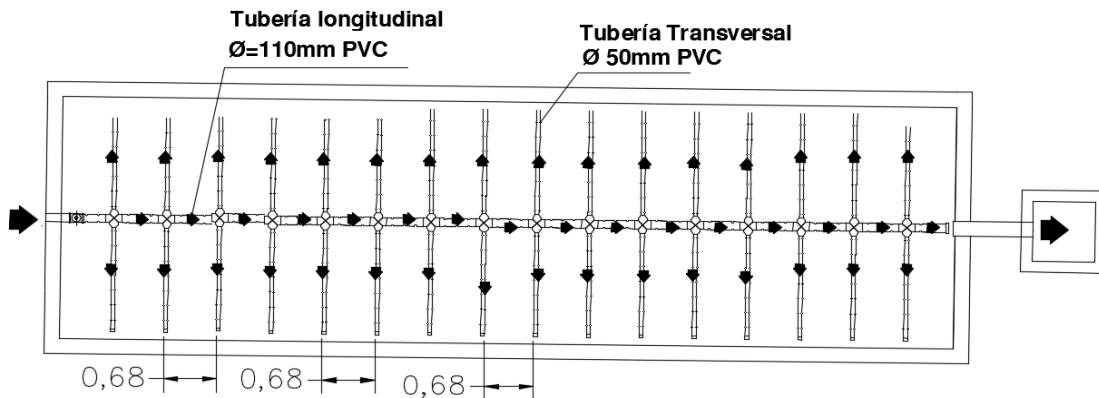 Tubería longitudinal
Ø=110mm PVC
Tubería Transversal
Ø 50mm PVC
0,68
0,68
0,68